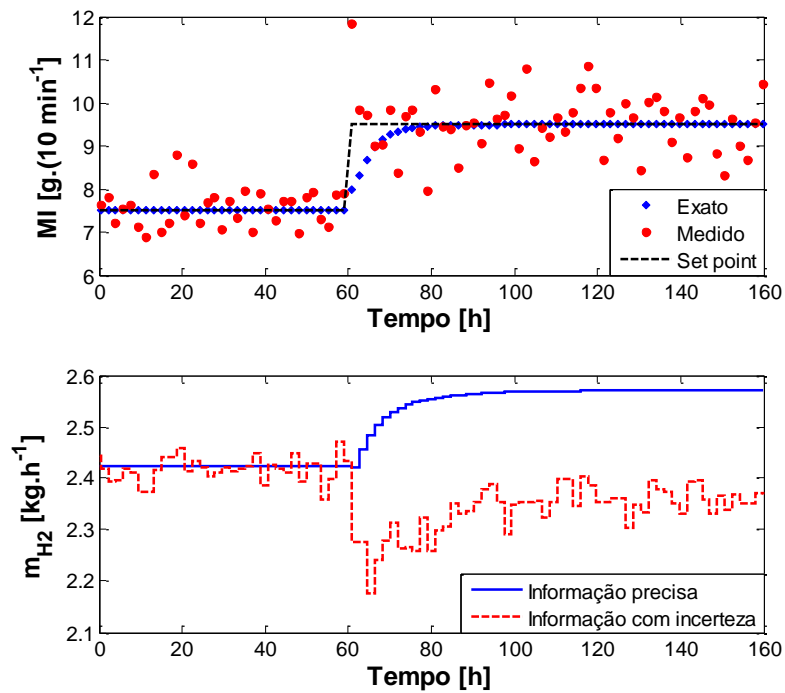 12
11
10
9
8
7
6
MI [g.(10 min⁻¹)]
0 20 40 60 80 100 120 140 160
Tempo [h]
Exato
Medido
Set point
2.6
2.5
2.4
2.3
2.2
2.1
m_H2 [kg.h⁻¹]
0 20 40 60 80 100 120 140 160
Tempo [h]
Informação precisa
Informação com incerteza